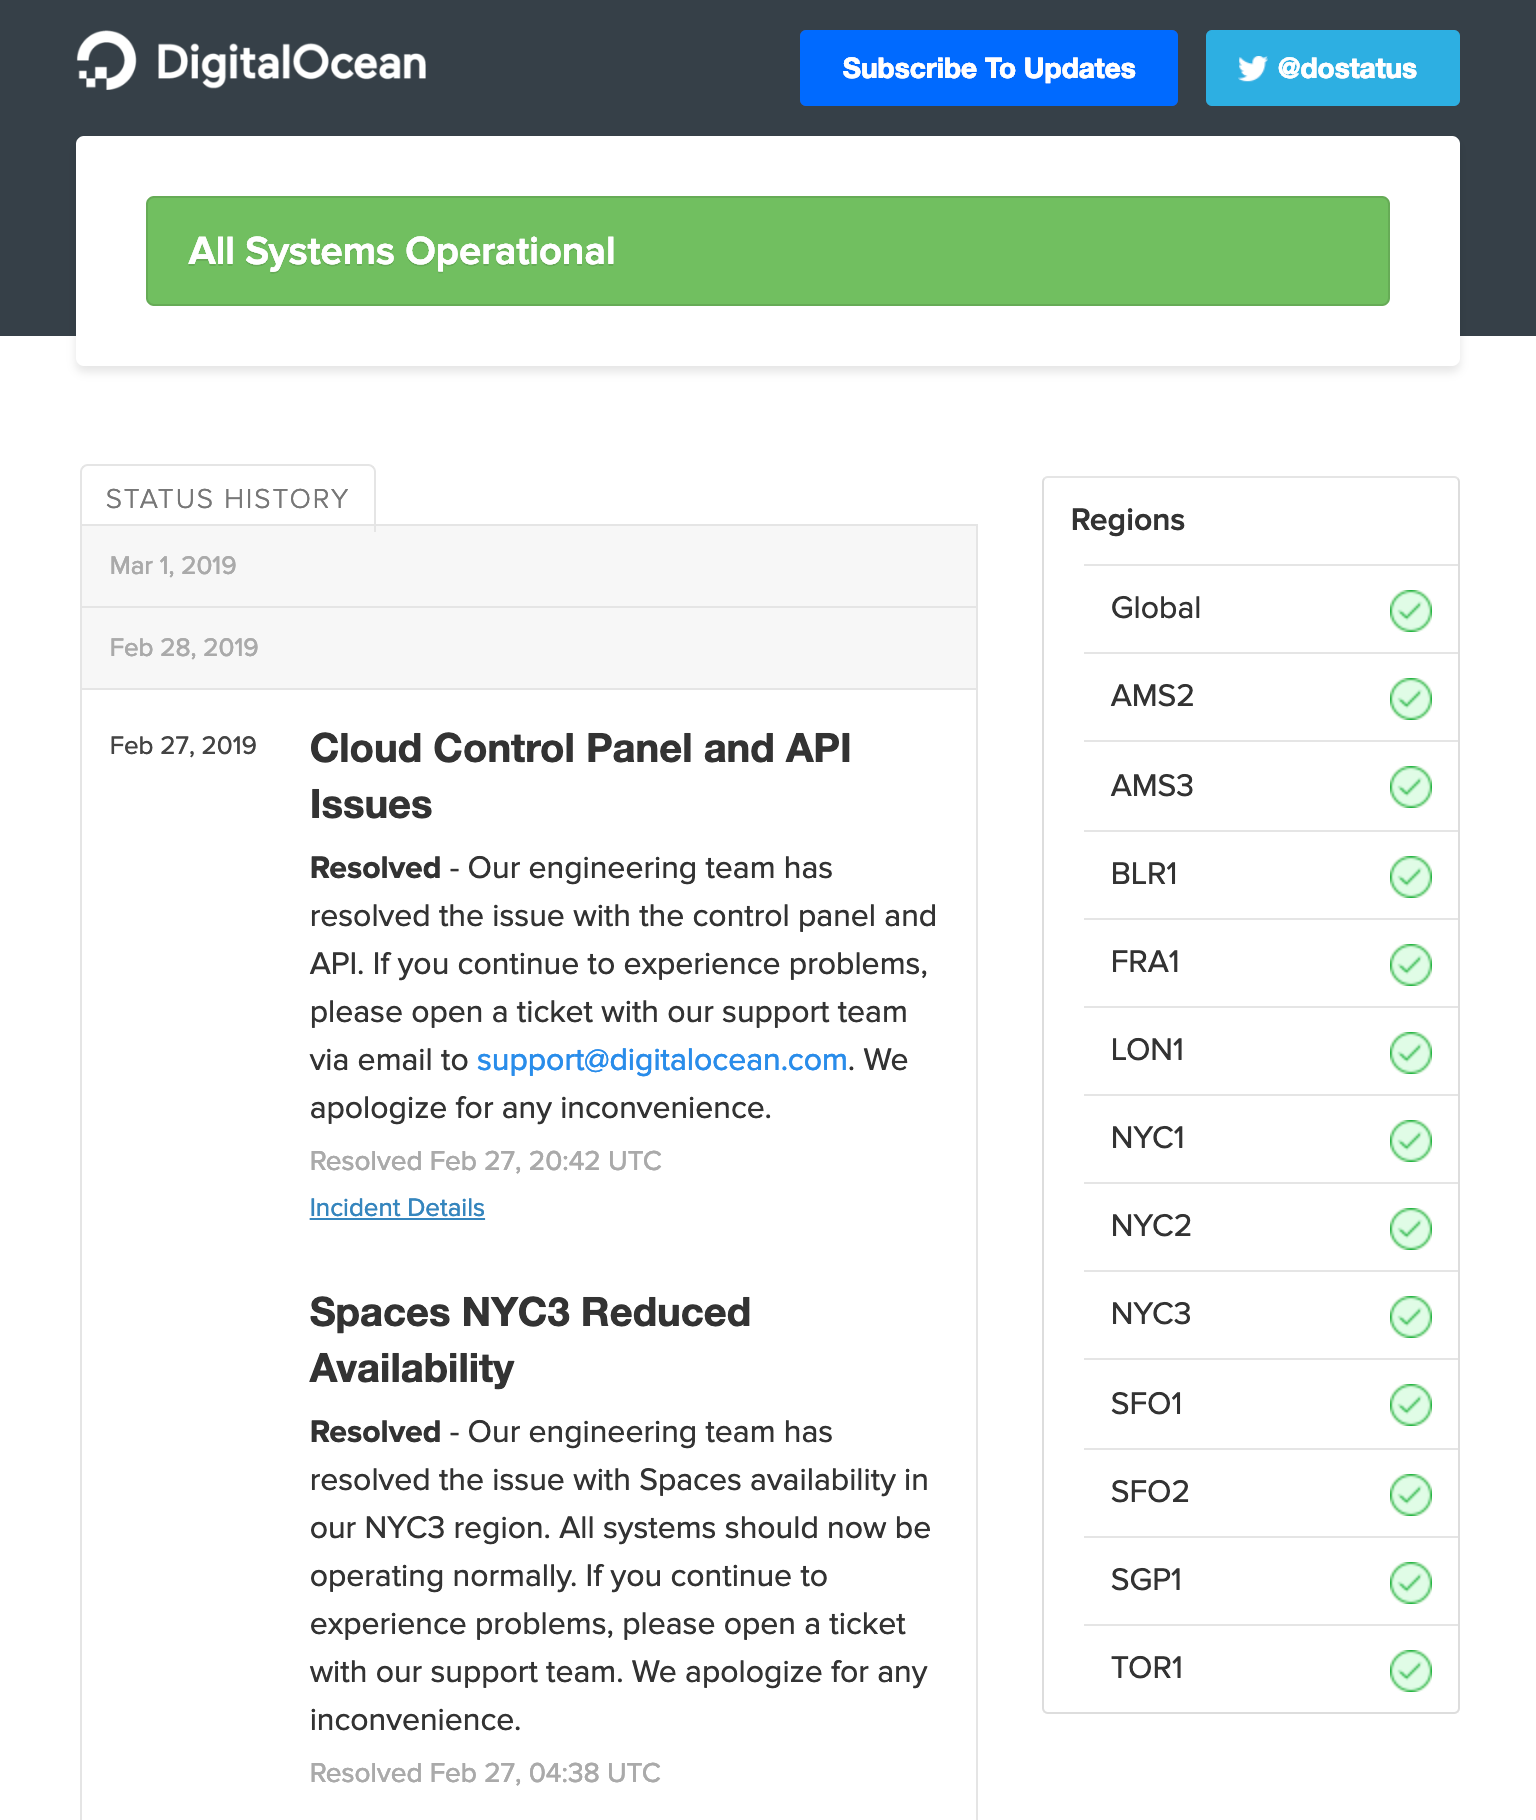 DigitalOcean
Subscribe To Updates
@dostatus
All Systems Operational
STATUS HISTORY
Mar 1, 2019
Feb 28, 2019
Feb 27, 2019
Cloud Control Panel and API
Issues
Resolved - Our engineering team has
resolved the issue with the control panel and
API. If you continue to experience problems,
please open a ticket with our support team
via email to support@digitalocean.com. We
apologize for any inconvenience.
Resolved Feb 27, 20:42 UTC
Incident Details
Spaces NYC3 Reduced
Availability
Resolved - Our engineering team has
resolved the issue with Spaces availability in
our NYC3 region. All systems should now be
operating normally. If you continue to
experience problems, please open a ticket
with our support team. We apologize for any
inconvenience.
Resolved Feb 27, 04:38 UTC
Regions
Global
AMS2
AMS3
BLR1
FRA1
LON1
NYC1
NYC2
NYC3
SFO1
SFO2
SGP1
TOR1